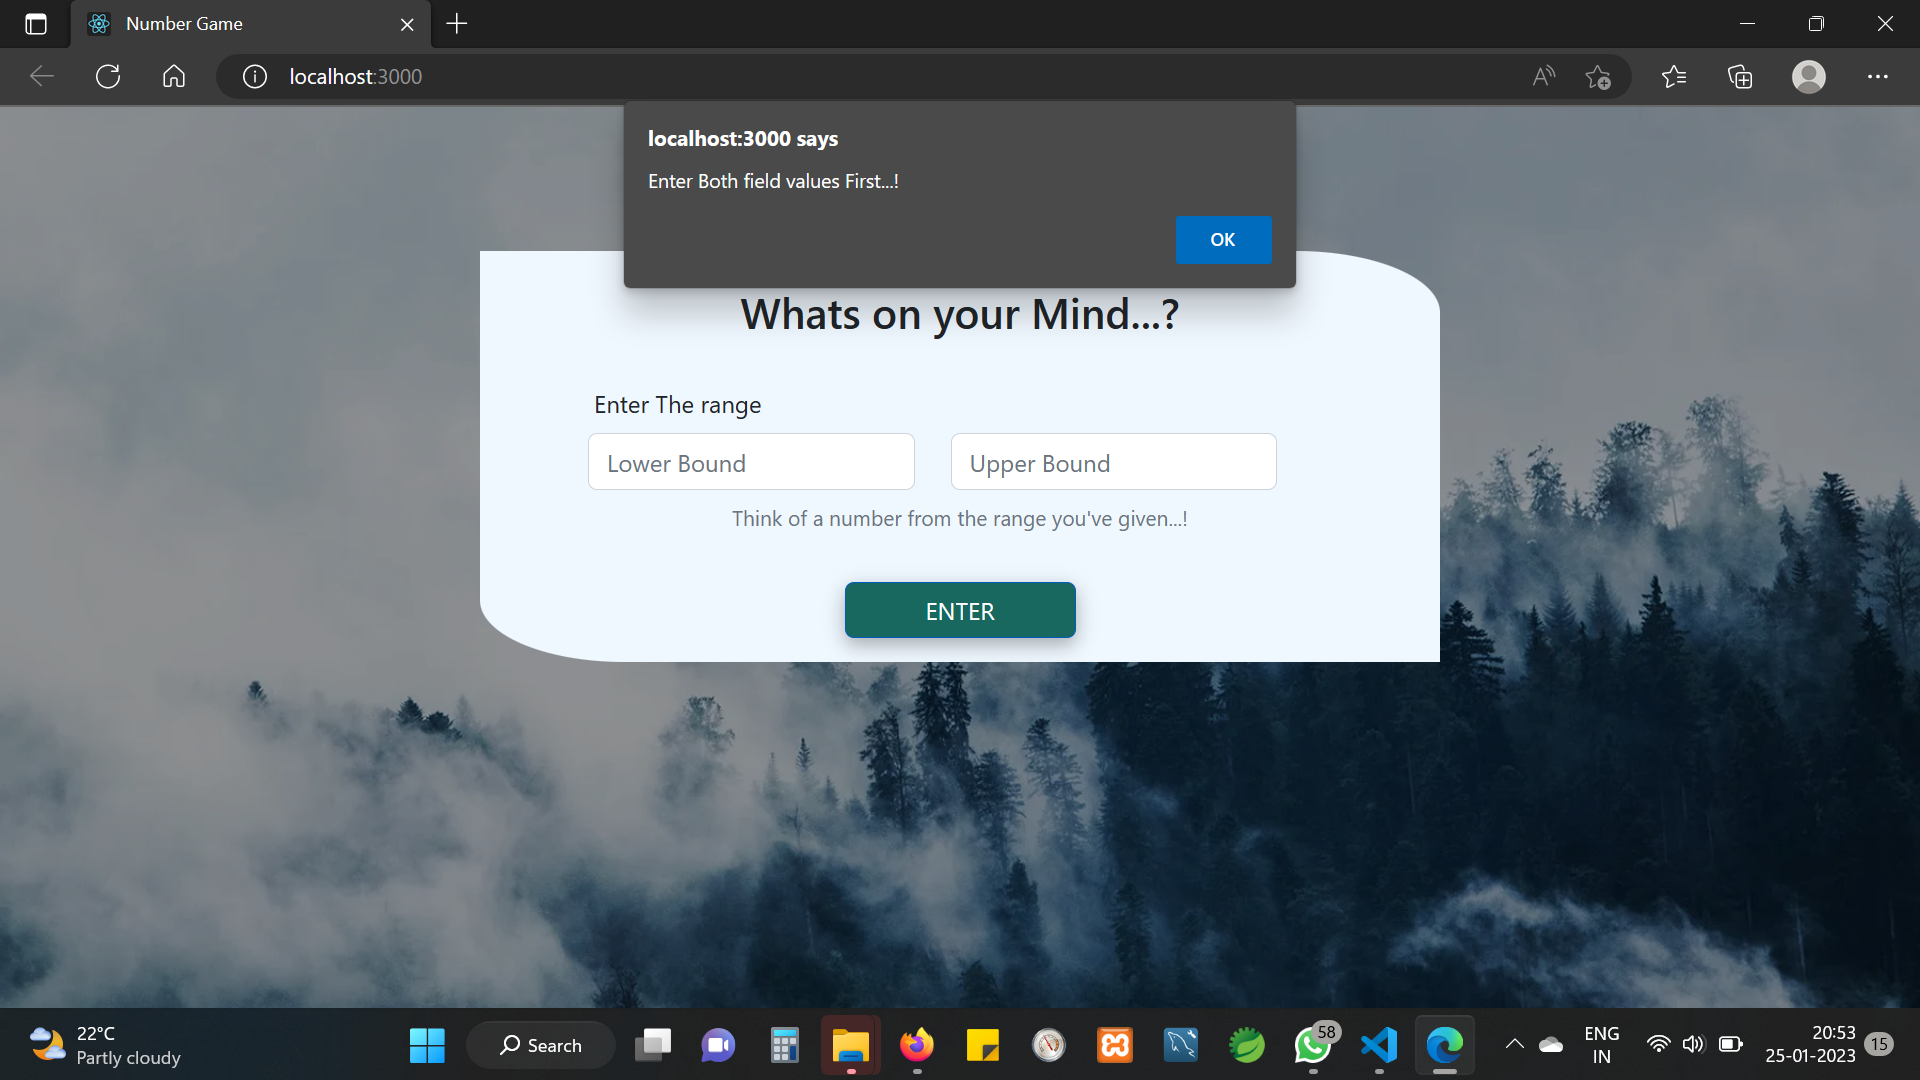 Number Game
localhost:3000
localhost:3000 says
Enter Both field values First...!
OK
Whats on your Mind...?
Enter The range
Lower Bound
Upper Bound
Think of a number from the range you've given...!
ENTER
22°C
Partly cloudy
Search
58
ENG
IN
20:53
25-01-2023
15